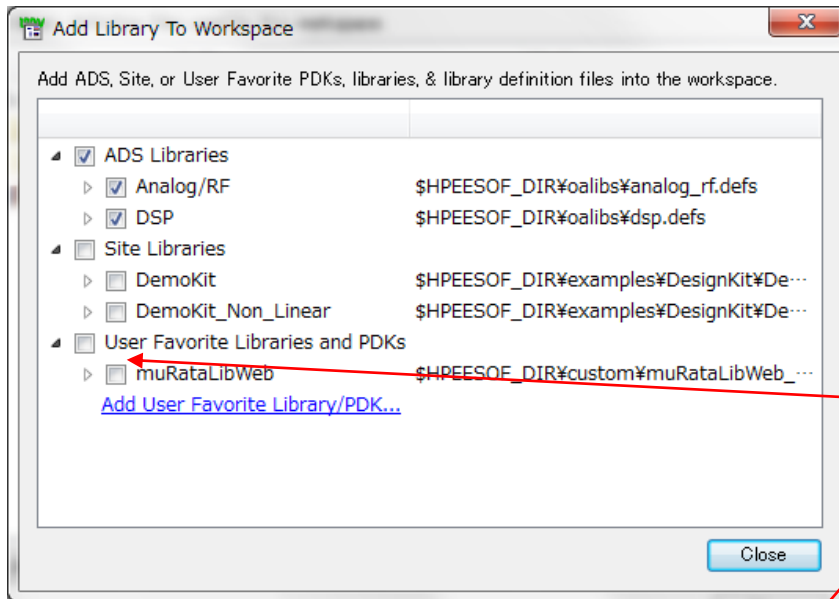 Add Library To Workspace
Add ADS, Site, or User Favorite PDKs, libraries, & library definition files into the workspace.
ADS Libraries
Analog/RF $HPEESOF_DIR¥oalibs¥analog_rf.defs
DSP $HPEESOF_DIR¥oalibs¥dsp.defs
Site Libraries
DemoKit $HPEESOF_DIR¥examples¥DesignKit¥De···
DemoKit_Non_Linear $HPEESOF_DIR¥examples¥DesignKit¥De···
User Favorite Libraries and PDKs
muRataLibWeb $HPEESOF_DIR¥custom¥muRataLibWeb_···
Add User Favorite Library/PDK...
Close